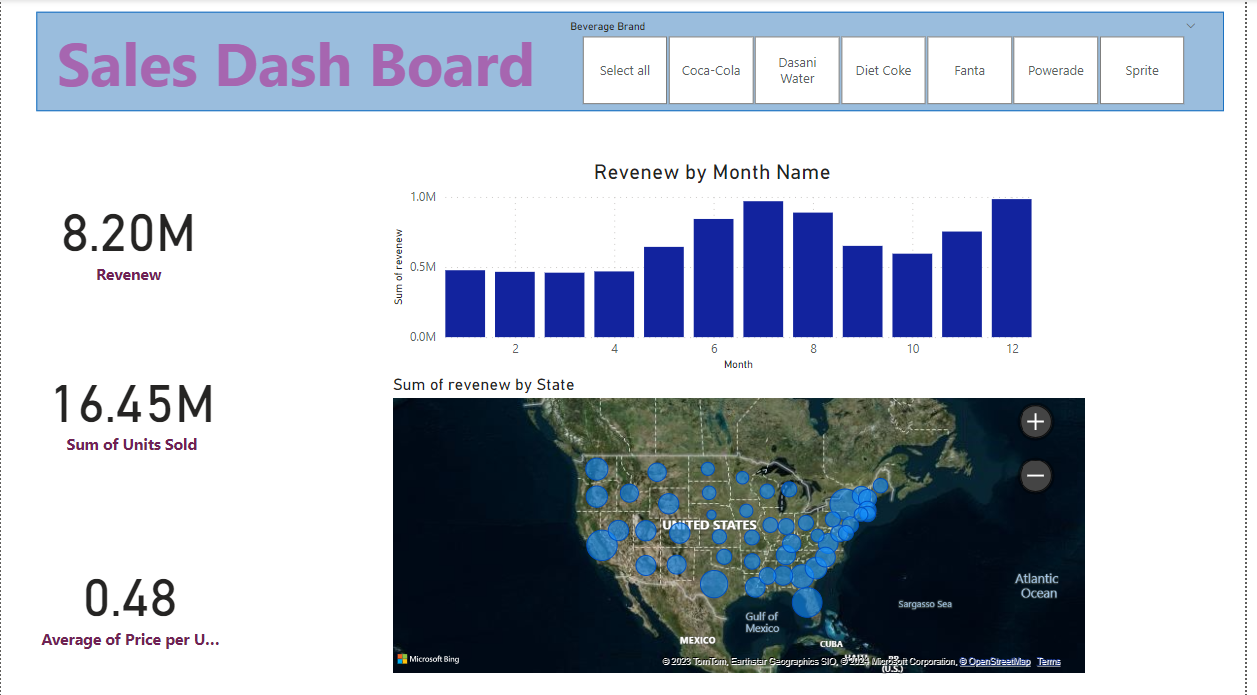 Sales Dash Board
Beverage Brand
Select all
Coca-Cola
Dasani
Water
Diet Coke
Fanta
Powerade
Sprite
8.20M
Revenew
16.45M
Sum of Units Sold
0.48
Average of Price per U...
Revenew by Month Name
Sum of revenew
1.0M
0.5M
0.0M
2
4
6
8
10
12
Month
Sum of revenew by State
UNITED STATES
Atlantic
Ocean
Sargasso Sea
Gulf of
Mexico
MEXICO
CUBA
HAITI
PR
(U.S.)
Microsoft Bing
© 2023 TomTom, Earthstar Geographics SIO, © 2024 Microsoft Corporation, © OpenStreetMap Terms